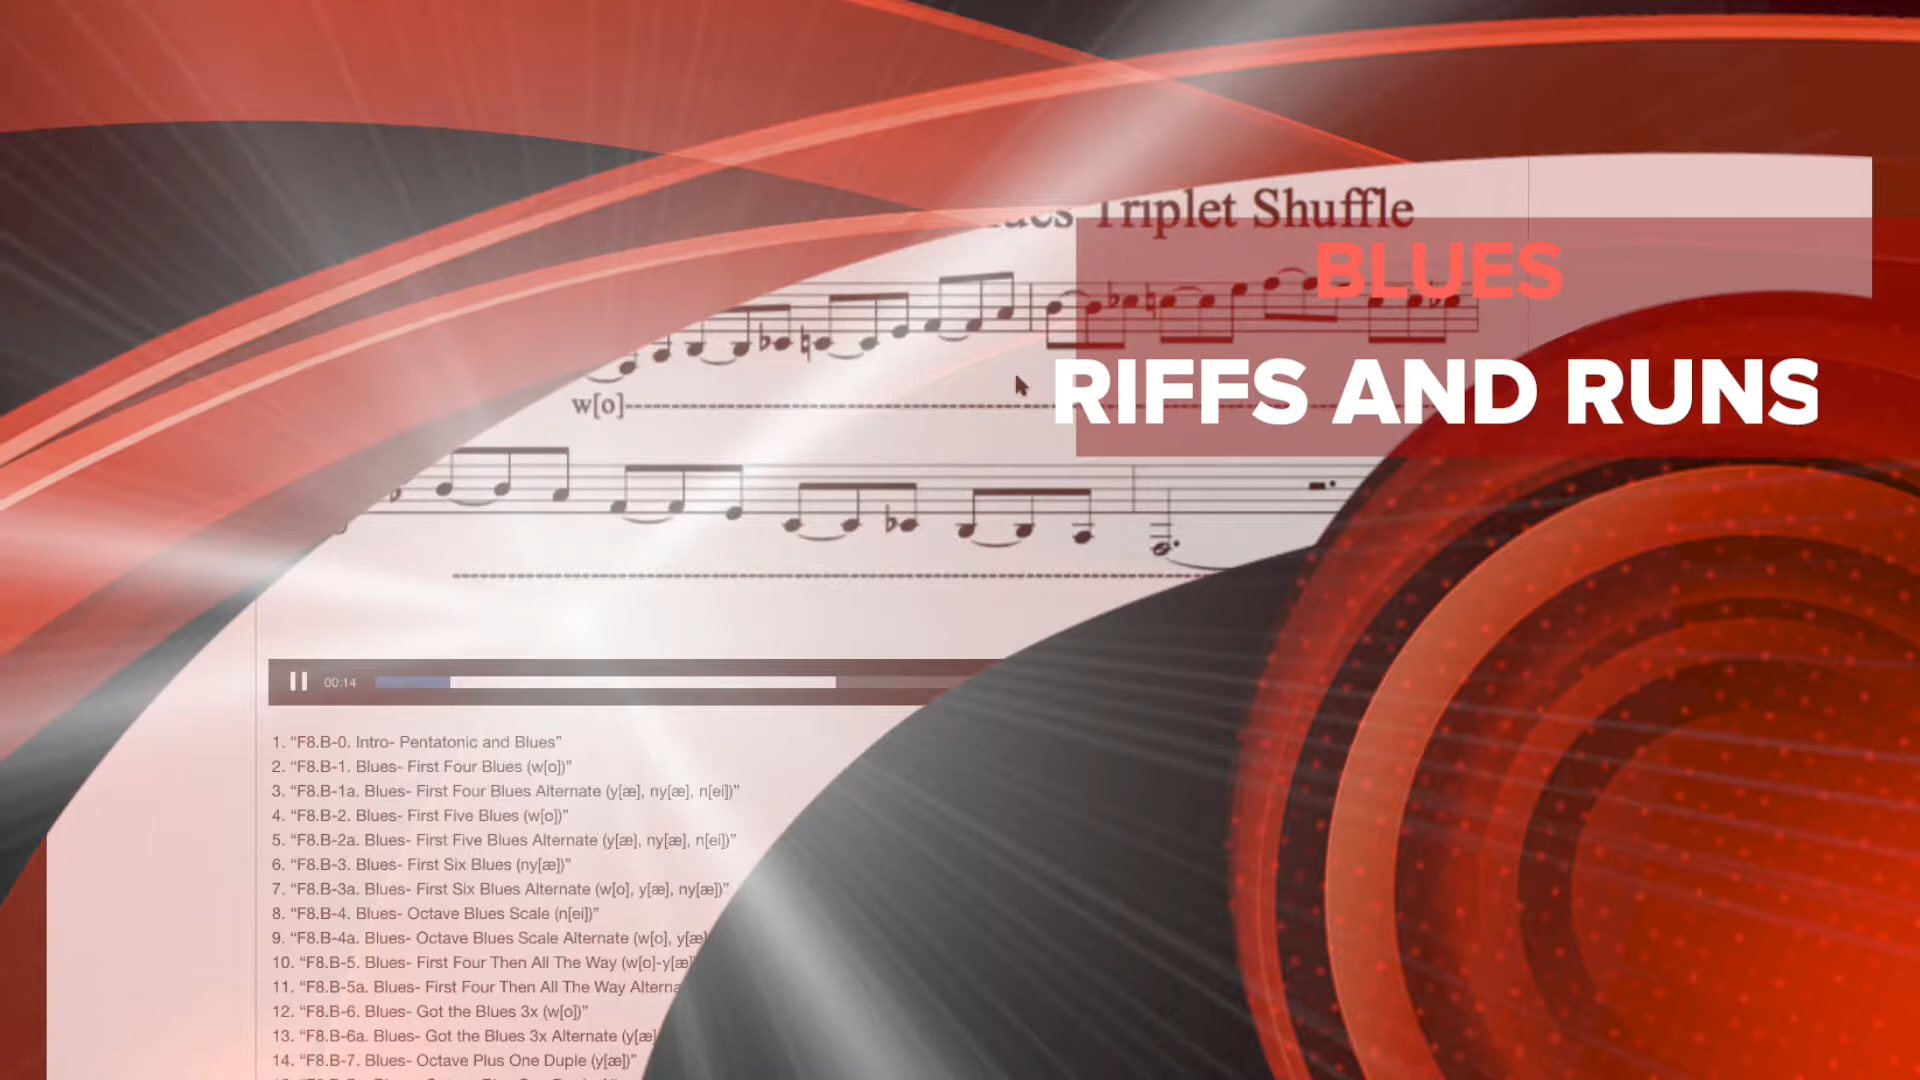 Triplet Shuffle
BLUES
RIFFS AND RUNS
w[o]
00:14
1. “F8.B-0. Intro- Pentatonic and Blues”
2. “F8.B-1. Blues- First Four Blues (w[o])”
3. “F8.B-1a. Blues- First Four Blues Alternate (y[æ], ny[æ], n[ei])”
4. “F8.B-2. Blues- First Five Blues (w[o])”
5. “F8.B-2a. Blues- First Five Blues Alternate (y[æ], ny[æ], n[ei])”
6. “F8.B-3. Blues- First Six Blues (ny[æ])”
7. “F8.B-3a. Blues- First Six Blues Alternate (w[o], y[æ], ny[æ])”
8. “F8.B-4. Blues- Octave Blues Scale (n[ei])”
9. “F8.B-4a. Blues- Octave Blues Scale Alternate (w[o], y[æ]
10. “F8.B-5. Blues- First Four Then All The Way (w[o]-y[æ]
11. “F8.B-5a. Blues- First Four Then All The Way Alterna
12. “F8.B-6. Blues- Got the Blues 3x (w[o])”
13. “F8.B-6a. Blues- Got the Blues 3x Alternate (y[æ]
14. “F8.B-7. Blues- Octave Plus One Duple (y[æ])”